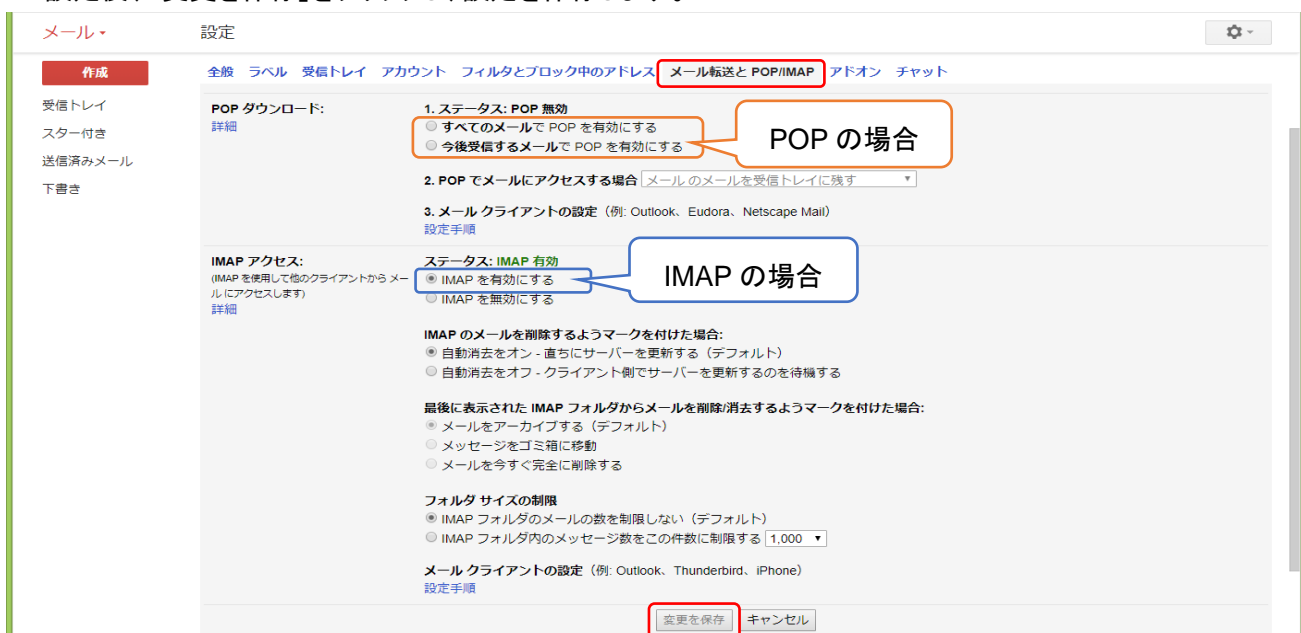 メール
設定
作成
全般 ラベル 受信トレイ アカウント フィルタとブロック中のアドレス メール転送と POP/IMAP アドオン チャット
受信トレイ
スター付き
送信済みメール
下書き
POP ダウンロード:
詳細
1. ステータス: POP 無効
すべてのメールで POP を有効にする
今後受信するメールで POP を有効にする
POP の場合
2. POP でメールにアクセスする場合 メール のメールを受信トレイに残す
3. メール クライアントの設定（例: Outlook、Eudora、Netscape Mail）
設定手順
IMAP アクセス:
(IMAP を使用して他のクライアントから メー
ル にアクセスします)
詳細
ステータス: IMAP 有効
IMAP を有効にする
IMAP を無効にする
IMAP の場合
IMAP のメールを削除するようマークを付けた場合:
自動消去をオン - 直ちにサーバーを更新する（デフォルト）
自動消去をオフ - クライアント側でサーバーを更新するのを待機する
最後に表示された IMAP フォルダからメールを削除/消去するようマークを付けた場合:
メールをアーカイブする（デフォルト）
メッセージをゴミ箱に移動
メールを今すぐ完全に削除する
フォルダ サイズの制限
IMAP フォルダのメールの数を制限しない（デフォルト）
IMAP フォルダ内のメッセージ数をこの件数に制限する 1,000
メール クライアントの設定（例: Outlook、Thunderbird、iPhone）
設定手順
変更を保存 キャンセル